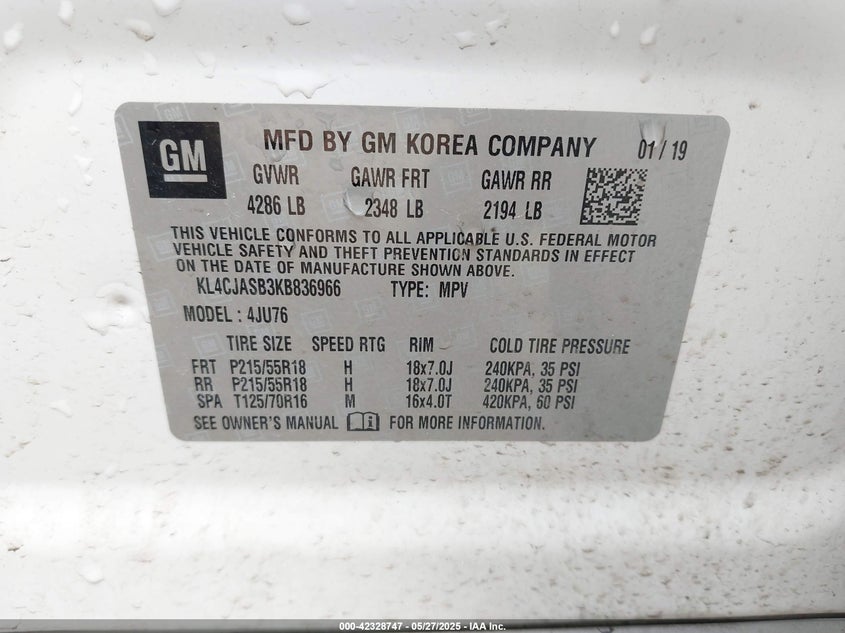 GM
MFD BY GM KOREA COMPANY 01 / 19
GVWR GAWR FRT GAWR RR
4286 LB 2348 LB 2194 LB
THIS VEHICLE CONFORMS TO ALL APPLICABLE U.S. FEDERAL MOTOR
VEHICLE SAFETY AND THEFT PREVENTION STANDARDS IN EFFECT
ON THE DATE OF MANUFACTURE SHOWN ABOVE.
KL4CJASB3KB836966 TYPE: MPV
MODEL : 4JU76
TIRE SIZE SPEED RTG RIM COLD TIRE PRESSURE
FRT P215/55R18 H 18x7.0J 240KPA, 35 PSI
RR P215/55R18 H 18x7.0J 240KPA, 35 PSI
SPA T125/70R16 M 16x4.0T 420KPA, 60 PSI
SEE OWNER'S MANUAL FOR MORE INFORMATION.
000-42328747 - 05/27/2025 - IAA Inc.